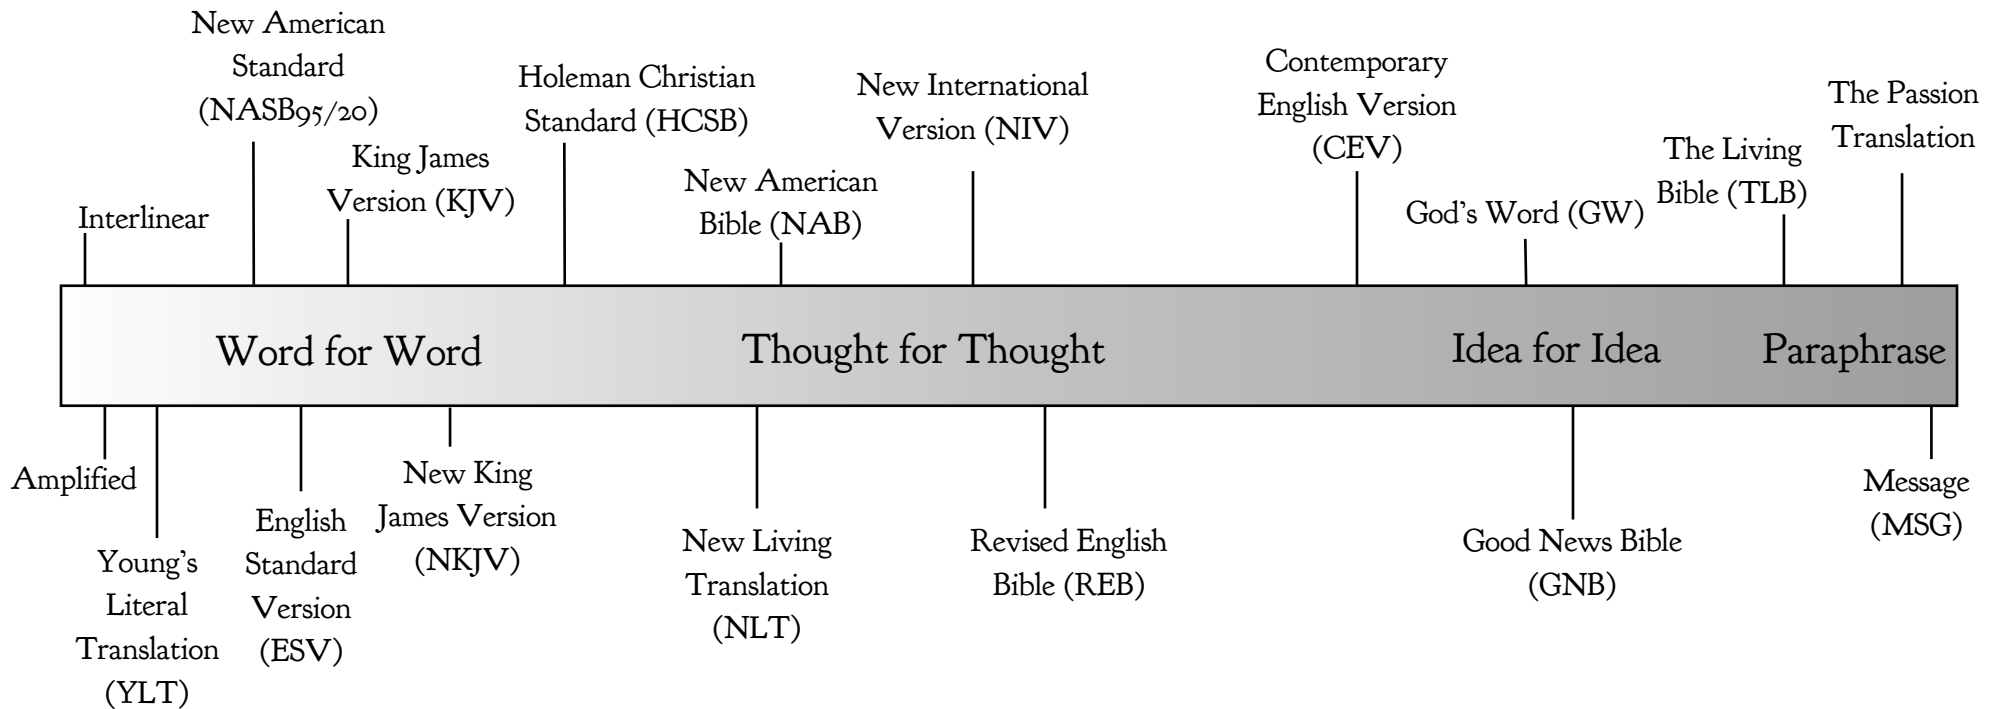 New American
Standard
(NASB95/20)
Holeman Christian
Standard (HCSB)
New International
Version (NIV)
Contemporary
English Version
(CEV)
The Passion
Translation
King James
Version (KJV)
New American
Bible (NAB)
The Living
Bible (TLB)
Interlinear
God's Word (GW)
Word for Word
Thought for Thought
Idea for Idea
Paraphrase
Amplified
Young's
Literal
Translation
(YLT)
English
Standard
Version
(ESV)
New King
James Version
(NKJV)
New Living
Translation
(NLT)
Revised English
Bible (REB)
Good News Bible
(GNB)
Message
(MSG)